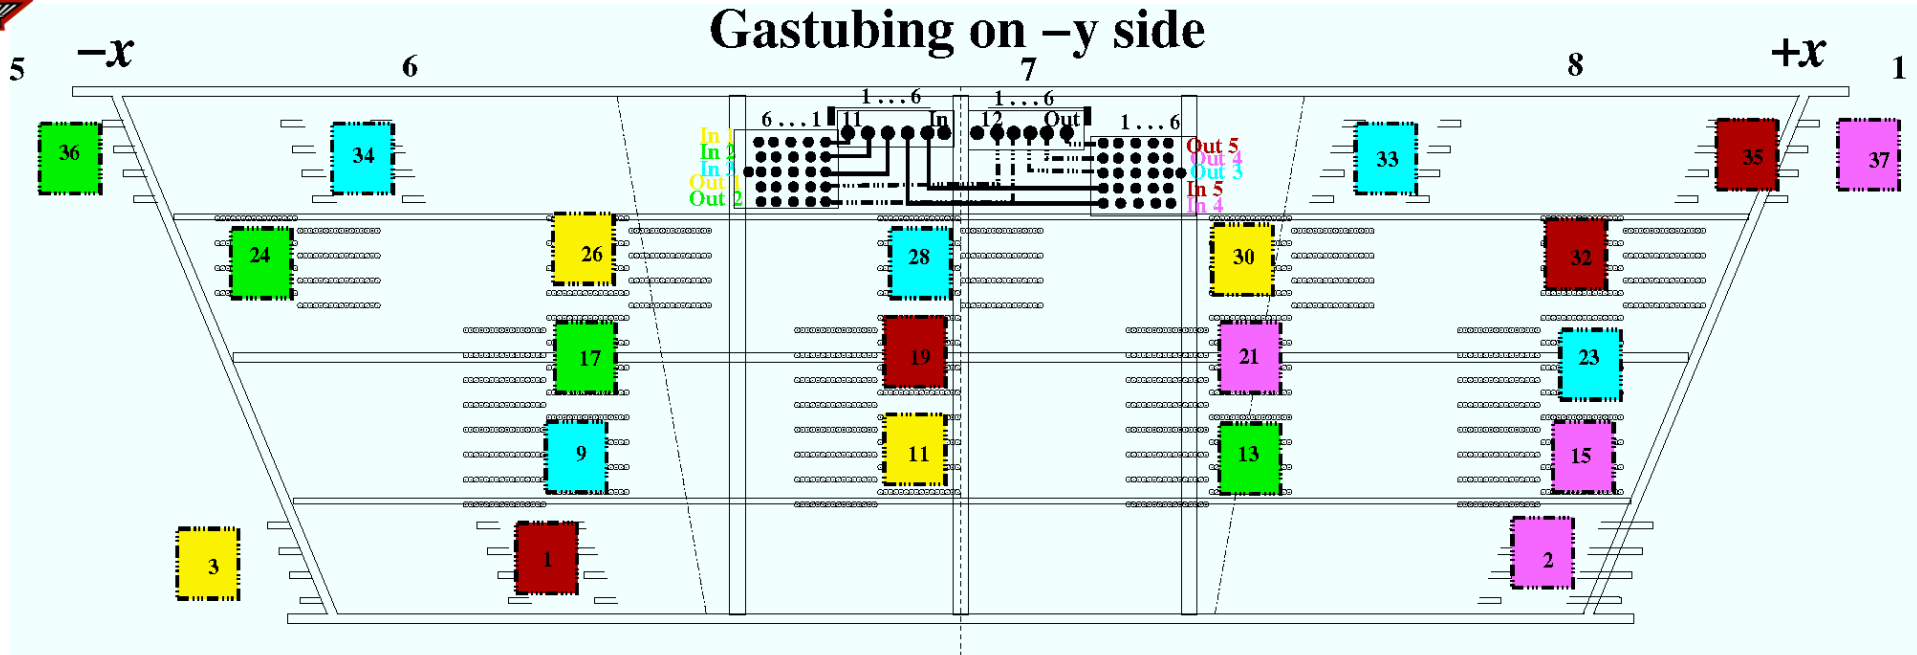 Gastubing on −y side
−x
+x
5
6
7
8
1
1 . . . 6
1 . . . 6
6 . . . 1
11
In
12
Out
1 . . . 6
In 1
In 2
In 3
Out 1
Out 2
Out 5
Out 4
Out 3
In 5
In 4
36
34
33
35
37
24
26
28
30
32
17
19
21
23
9
11
13
15
3
1
2